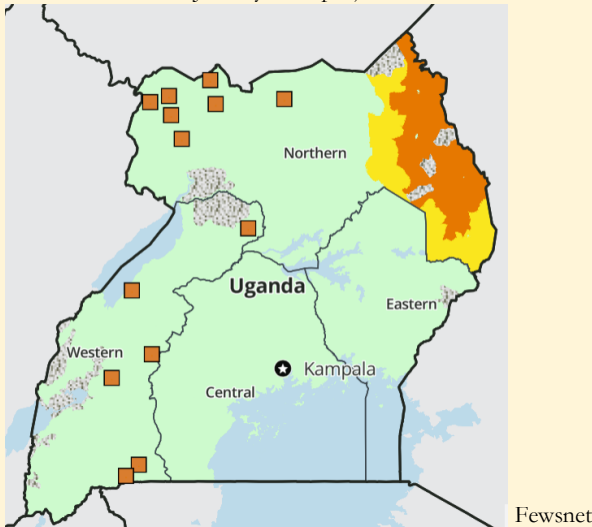 Northern
Uganda
Eastern
Western
Kampala
Central
Fewsnet